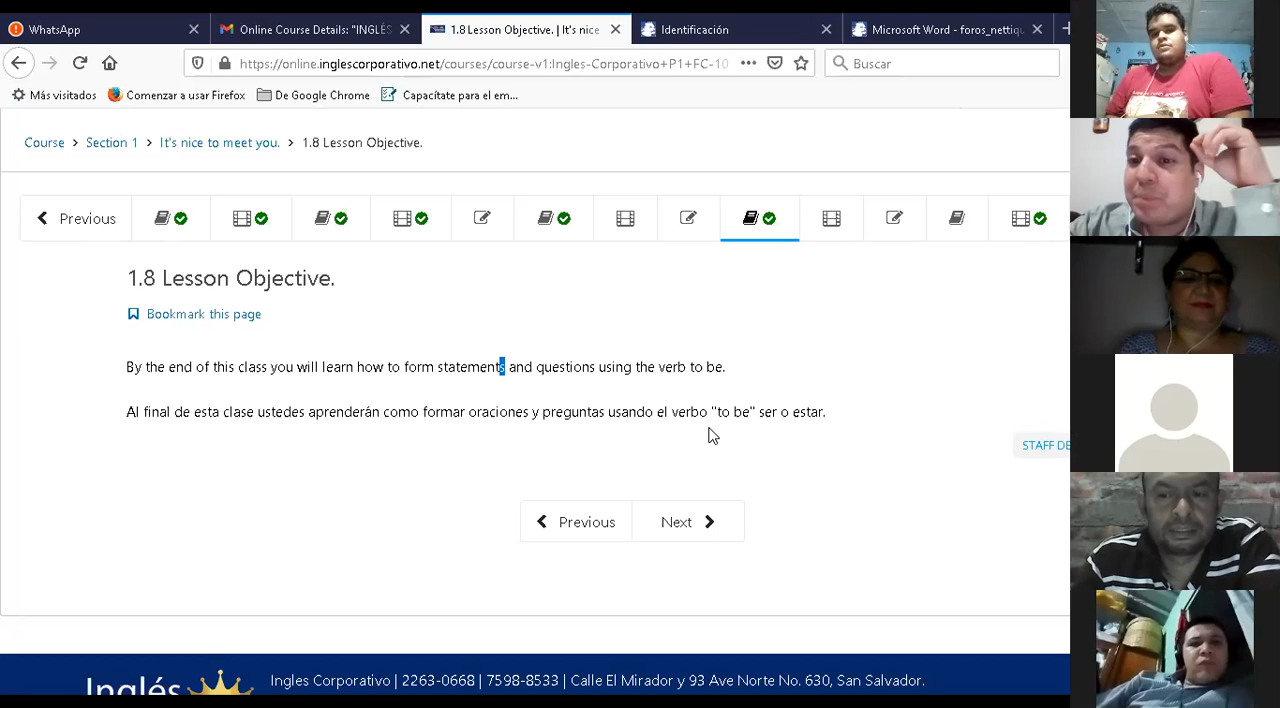 WhatsApp
Online Course Details: "INGLÉS
1.8 Lesson Objective. | It's nice
Identificación
Microsoft Word - foros_nettiqu
https://online.inglescorporativo.net/courses/course-v1:Ingles-Corporativo+P1+FC-10
Buscar
Más visitados
Comenzar a usar Firefox
De Google Chrome
Capacítate para el em...
Course > Section 1 > It's nice to meet you. > 1.8 Lesson Objective.
Previous
1.8 Lesson Objective.
Bookmark this page
By the end of this class you will learn how to form statements and questions using the verb to be.
Al final de esta clase ustedes aprenderán como formar oraciones y preguntas usando el verbo "to be" ser o estar.
STAFF DE
Previous
Next
Inglés
Ingles Corporativo | 2263-0668 | 7598-8533 | Calle El Mirador y 93 Ave Norte No. 630, San Salvador.